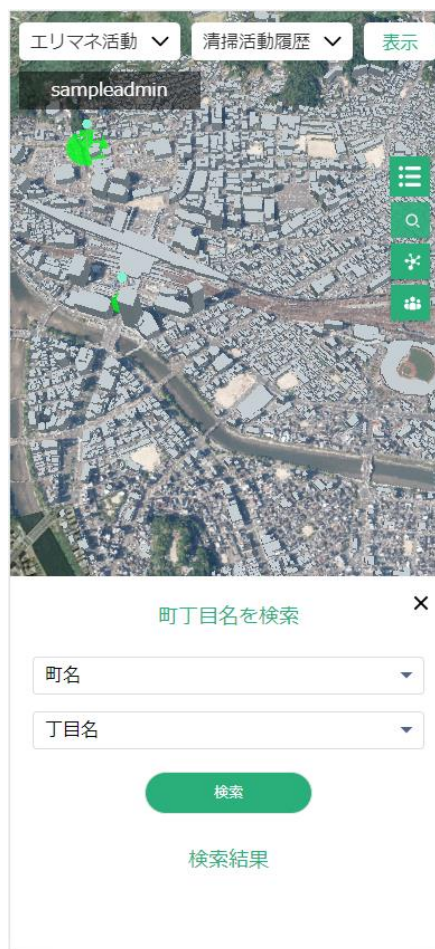 エリマネ活動
清掃活動履歴
表示
sampleadmin
町丁目名を検索
町名
丁目名
検索
検索結果